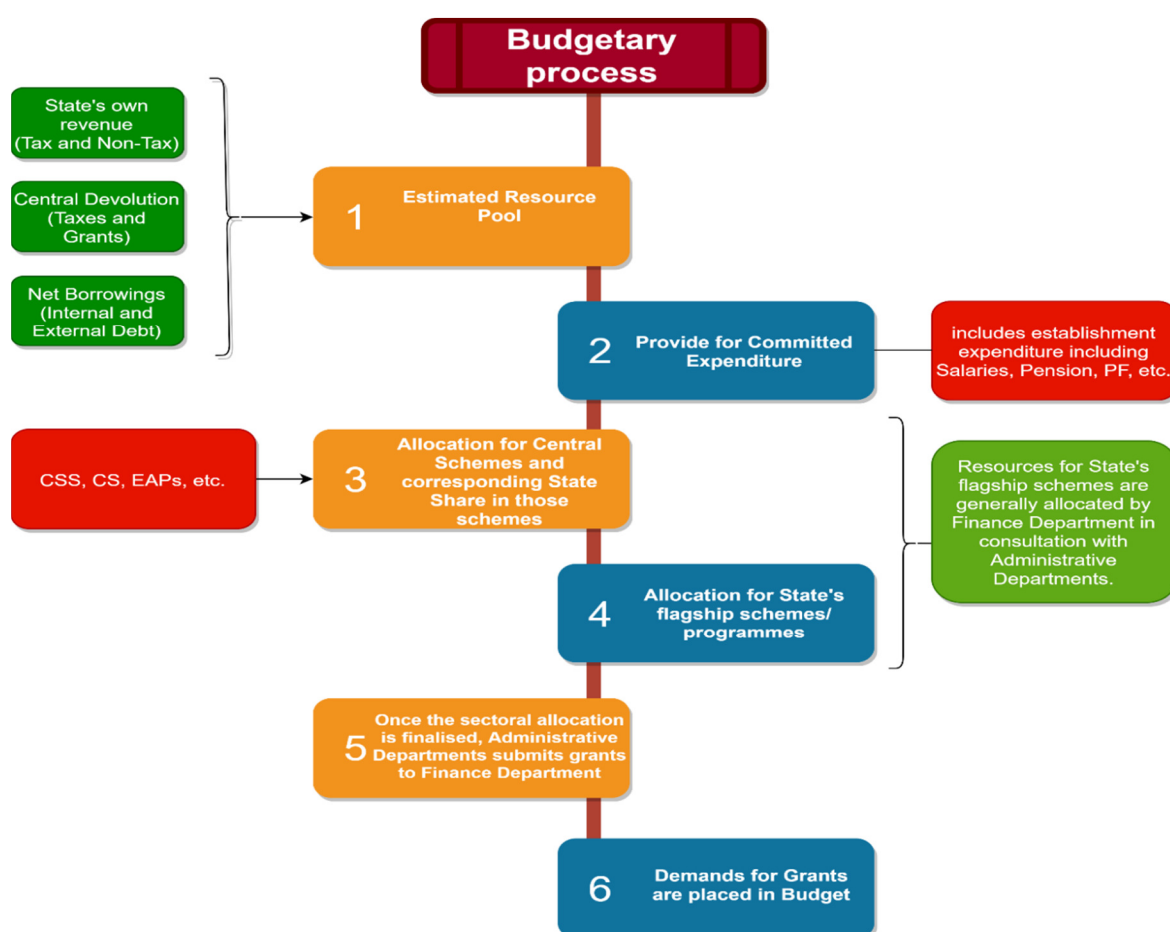 Budgetary
process
State's own
revenue
(Tax and Non-Tax)
Central Devolution
(Taxes and
Grants)
Net Borrowings
(Internal and
External Debt)
1
Estimated Resource
Pool
2
Provide for Committed
Expenditure
includes establishment
expenditure including
Salaries, Pension, PF, etc.
CSS, CS, EAPs, etc.
3
Allocation for Central
Schemes and
corresponding State
Share in those
schemes
Resources for State's
flagship schemes are
generally allocated by
Finance Department in
consultation with
Administrative
Departments.
4
Allocation for State's
flagship schemes/
programmes
5
Once the sectoral allocation
is finalised, Administrative
Departments submits grants
to Finance Department
6
Demands for Grants
are placed in Budget